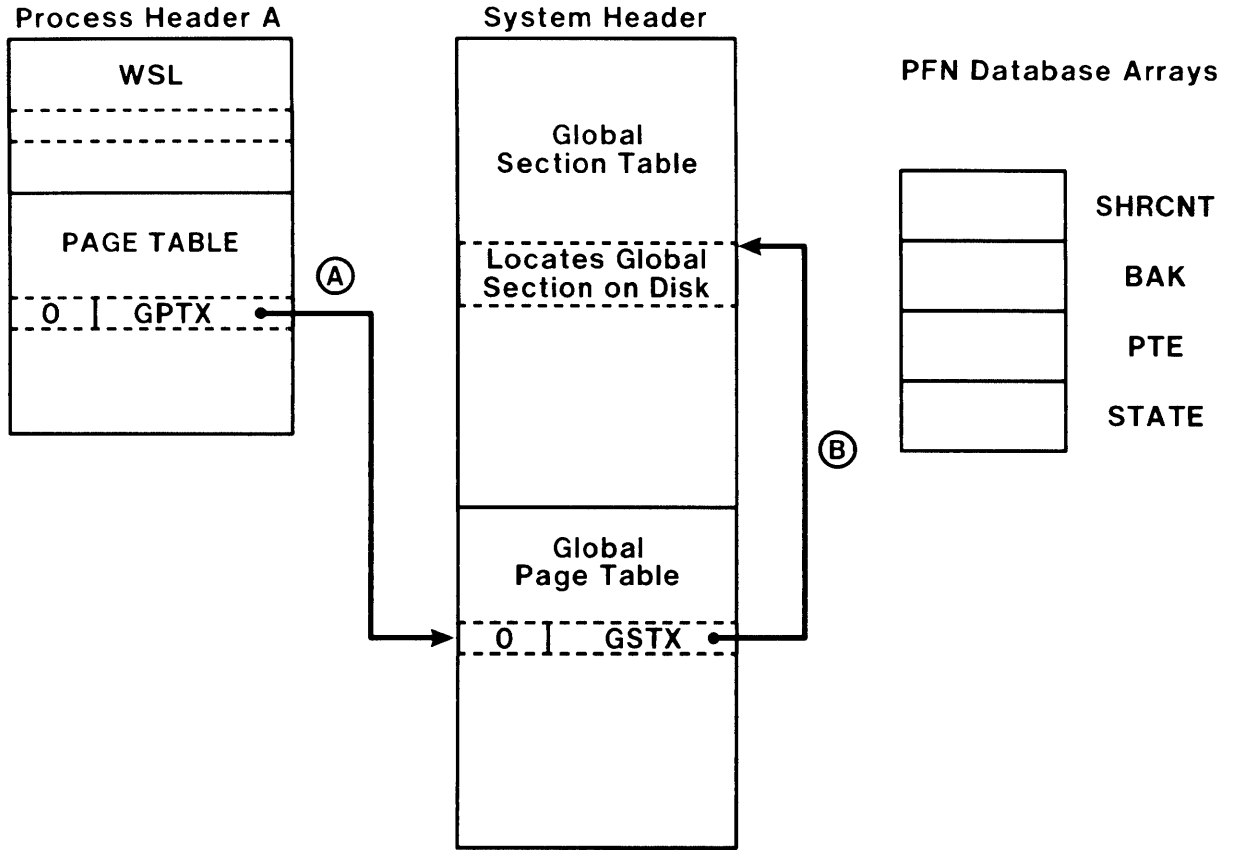 Process Header A
WSL
PAGE TABLE
0 GPTX
A
System Header
Global
Section Table
Locates Global
Section on Disk
B
Global
Page Table
0 GSTX
PFN Database Arrays
SHRCNT
BAK
PTE
STATE